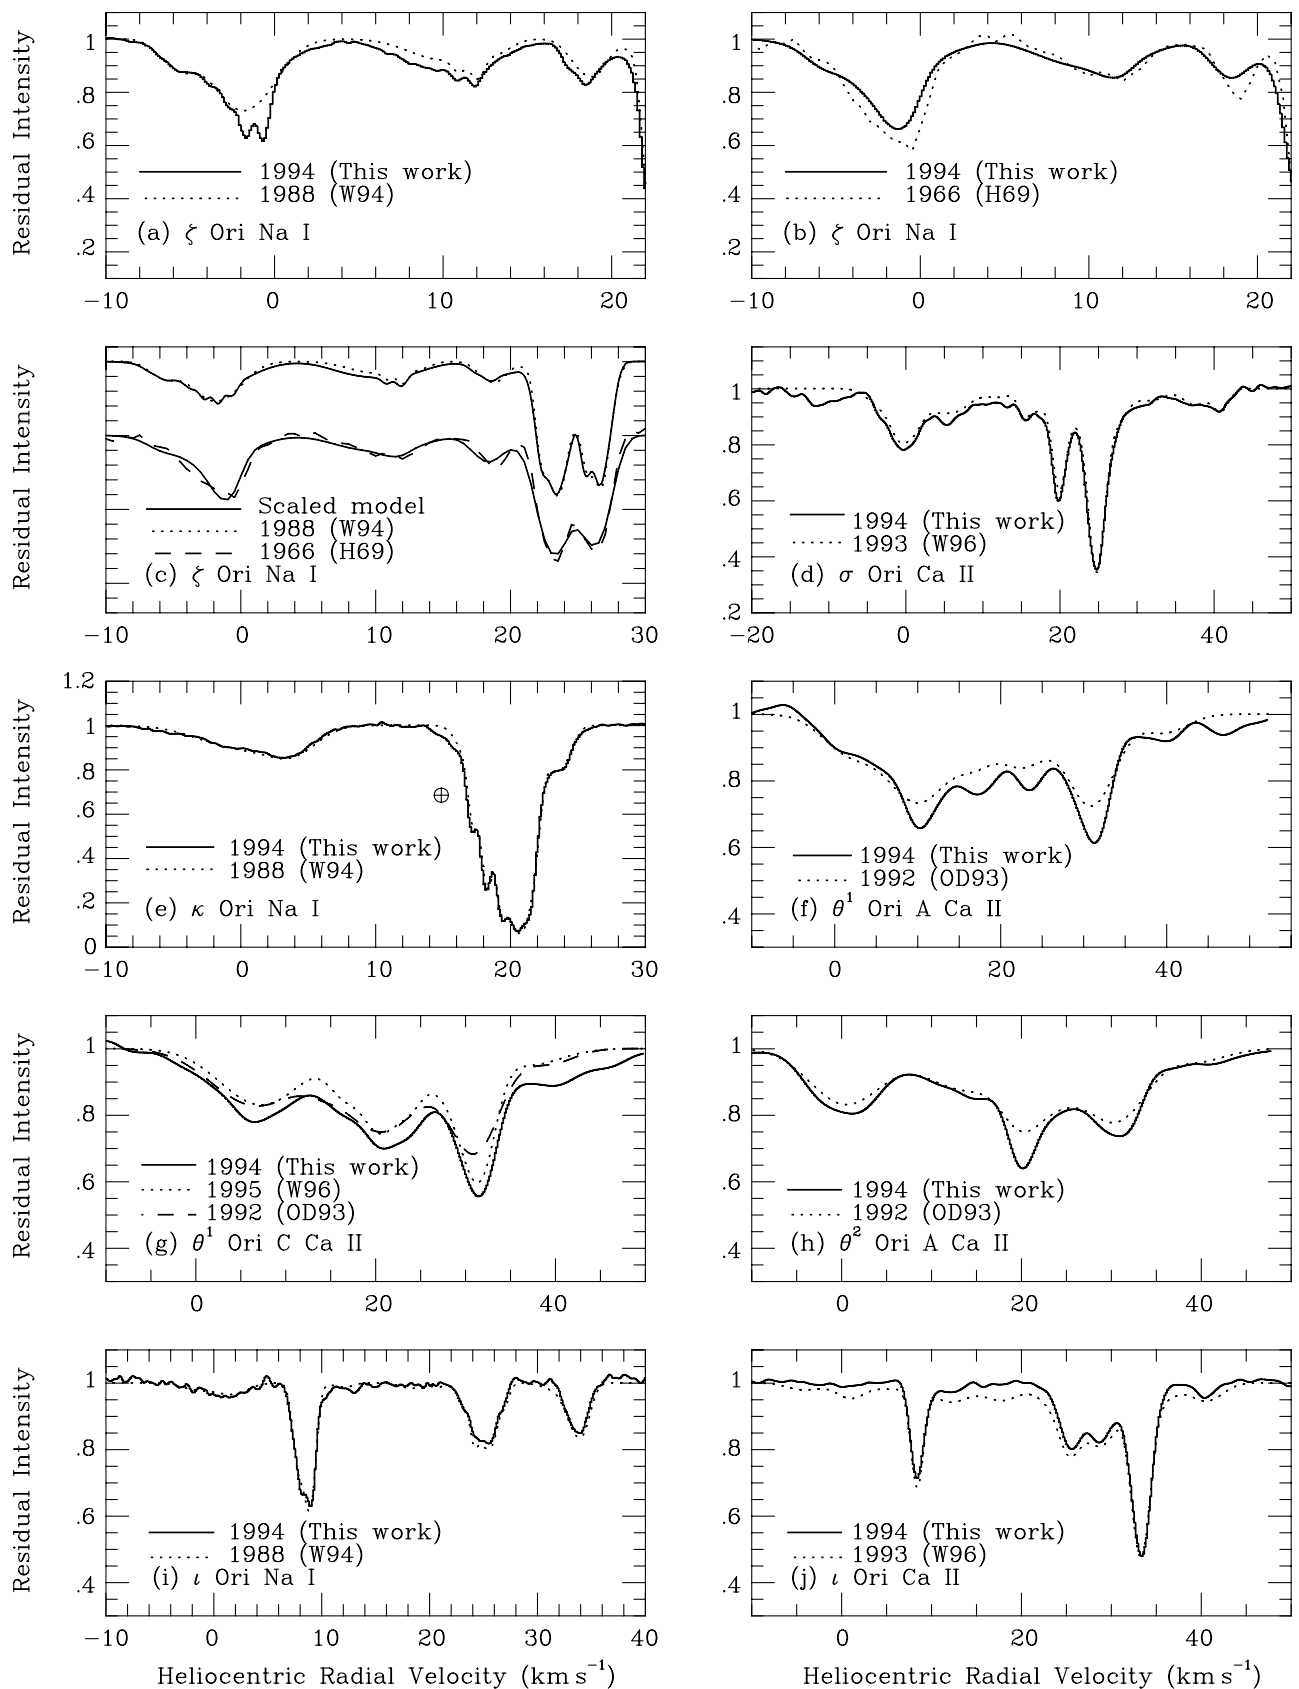 Residual Intensity
1
.8
.6
.4
.2
1994 (This work)
1988 (W94)
(a) ζ Ori Na I
−10 0 10 20
1
.8
.6
.4
.2
1994 (This work)
1966 (H69)
(b) ζ Ori Na I
−10 0 10 20
Residual Intensity
Scaled model
1988 (W94)
1966 (H69)
(c) ζ Ori Na I
−10 0 10 20 30
1
.8
.6
.4
.2
1994 (This work)
1993 (W96)
(d) σ Ori Ca II
−20 0 20 40
Residual Intensity
1.2
1
.8
.6
.4
.2
0
⊕
1994 (This work)
1988 (W94)
(e) κ Ori Na I
−10 0 10 20 30
1
.8
.6
.4
1994 (This work)
1992 (OD93)
(f) θ¹ Ori A Ca II
0 20 40
Residual Intensity
1
.8
.6
.4
1994 (This work)
1995 (W96)
1992 (OD93)
(g) θ¹ Ori C Ca II
0 20 40
1
.8
.6
.4
1994 (This work)
1992 (OD93)
(h) θ² Ori A Ca II
0 20 40
Residual Intensity
1
.8
.6
.4
1994 (This work)
1988 (W94)
(i) ι Ori Na I
−10 0 10 20 30 40
Heliocentric Radial Velocity (km s⁻¹)
1
.8
.6
.4
1994 (This work)
1993 (W96)
(j) ι Ori Ca II
0 20 40
Heliocentric Radial Velocity (km s⁻¹)